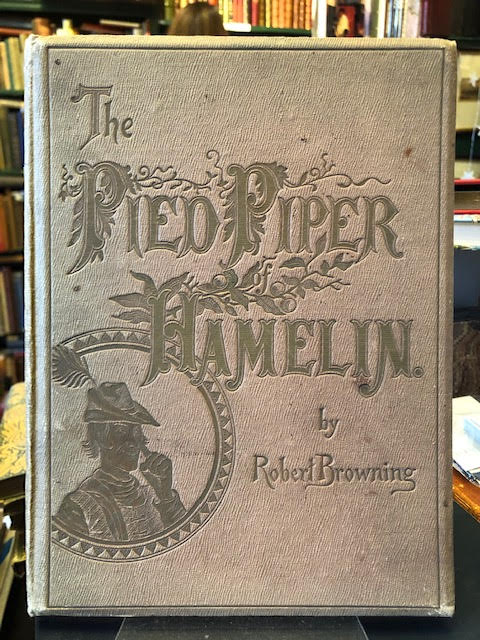 The
PIED PIPER
of
HAMELIN.
by
Robert Browning